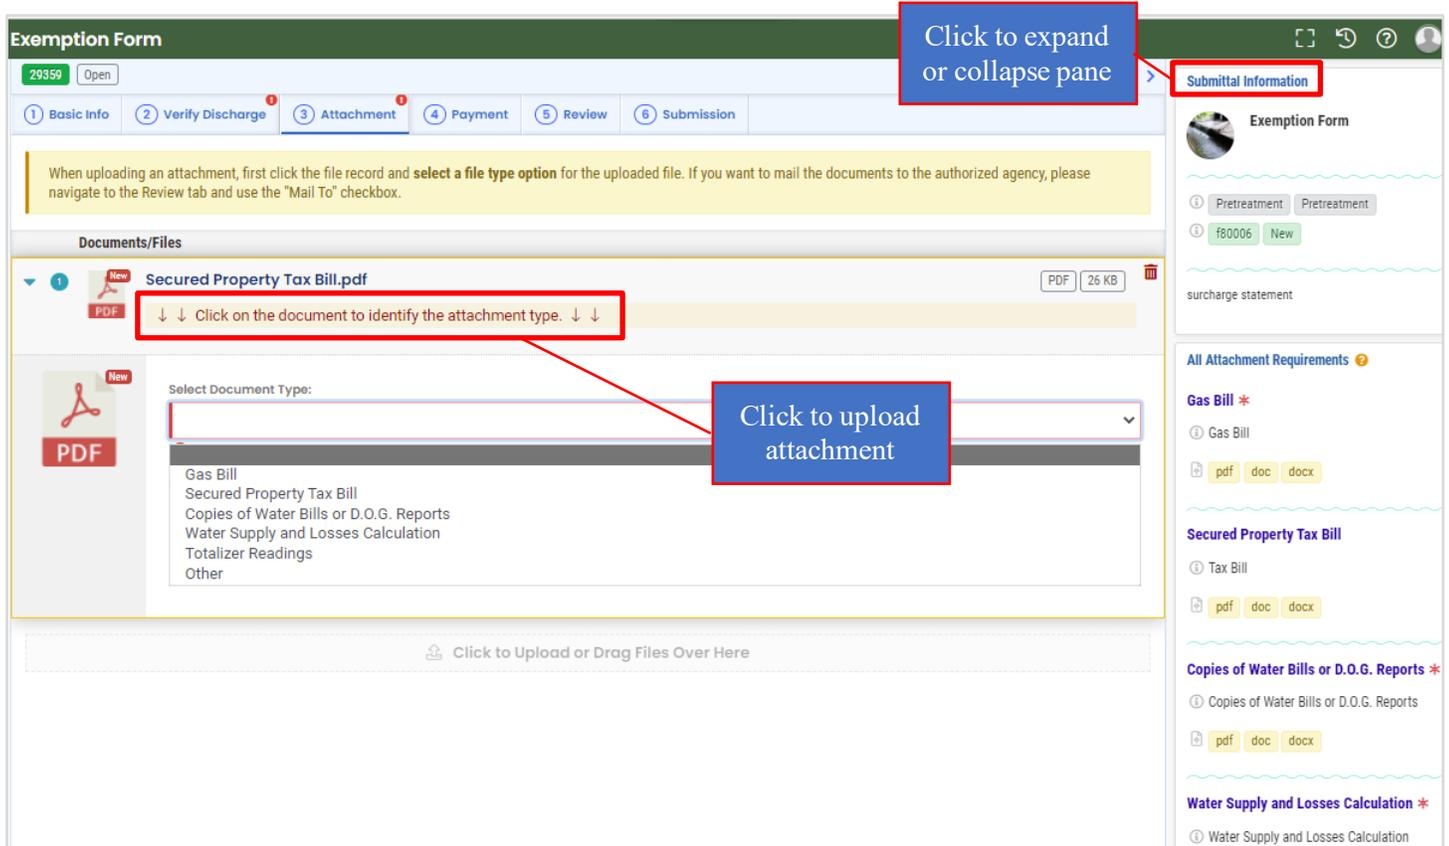 Exemption Form
Click to expand
or collapse pane
29359 Open
1 Basic Info 2 Verify Discharge 3 Attachment 4 Payment 5 Review 6 Submission
When uploading an attachment, first click the file record and select a file type option for the uploaded file. If you want to mail the documents to the authorized agency, please
navigate to the Review tab and use the "Mail To" checkbox.
Documents/Files
1 PDF New Secured Property Tax Bill.pdf PDF 26 KB
↓ ↓ Click on the document to identify the attachment type. ↓ ↓
New
PDF
Select Document Type:
Click to upload
attachment
Gas Bill
Secured Property Tax Bill
Copies of Water Bills or D.O.G. Reports
Water Supply and Losses Calculation
Totalizer Readings
Other
Click to Upload or Drag Files Over Here
Submittal Information
Exemption Form
Pretreatment Pretreatment
f80006 New
surcharge statement
All Attachment Requirements ?
Gas Bill *
Gas Bill
pdf doc docx
Secured Property Tax Bill
Tax Bill
pdf doc docx
Copies of Water Bills or D.O.G. Reports *
Copies of Water Bills or D.O.G. Reports
pdf doc docx
Water Supply and Losses Calculation *
Water Supply and Losses Calculation